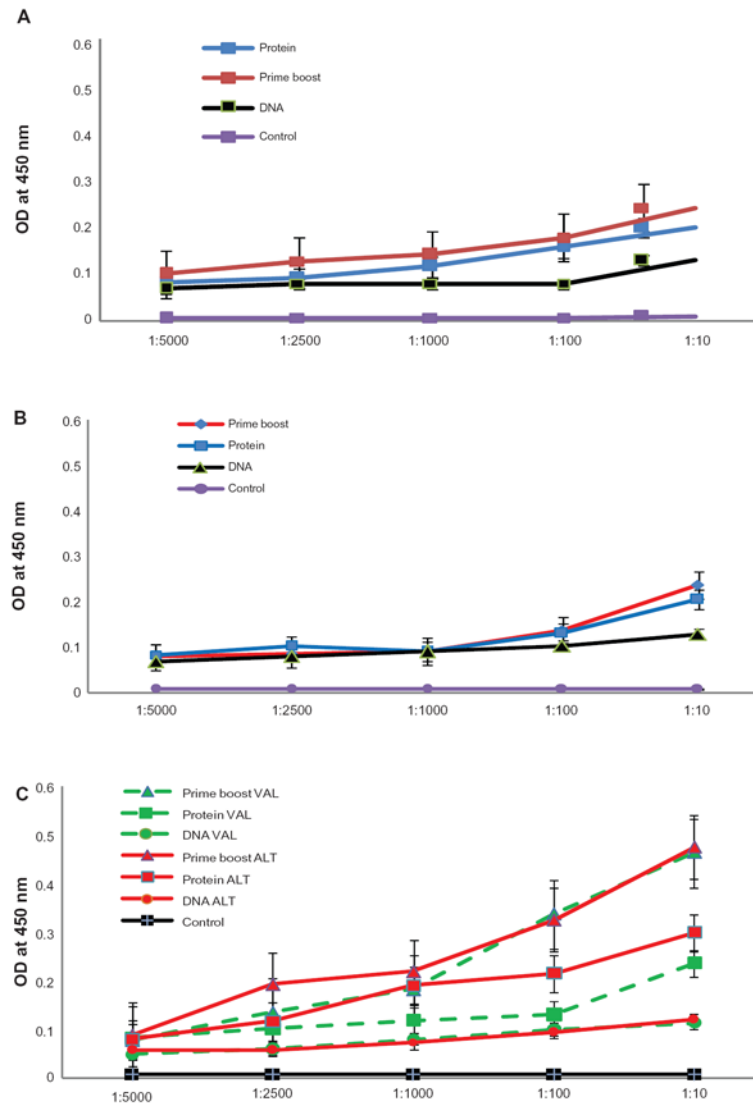 A
0.6
0.5
0.4
0.3
0.2
0.1
0
OD at 450 nm
Protein
Prime boost
DNA
Control
1:5000
1:2500
1:1000
1:100
1:10
B
0.6
0.5
0.4
0.3
0.2
0.1
0
OD at 450 nm
Prime boost
Protein
DNA
Control
1:5000
1:2500
1:1000
1:100
1:10
C
0.6
0.5
0.4
0.3
0.2
0.1
0
OD at 450 nm
Prime boost VAL
Protein VAL
DNA VAL
Prime boost ALT
Protein ALT
DNA ALT
Control
1:5000
1:2500
1:1000
1:100
1:10